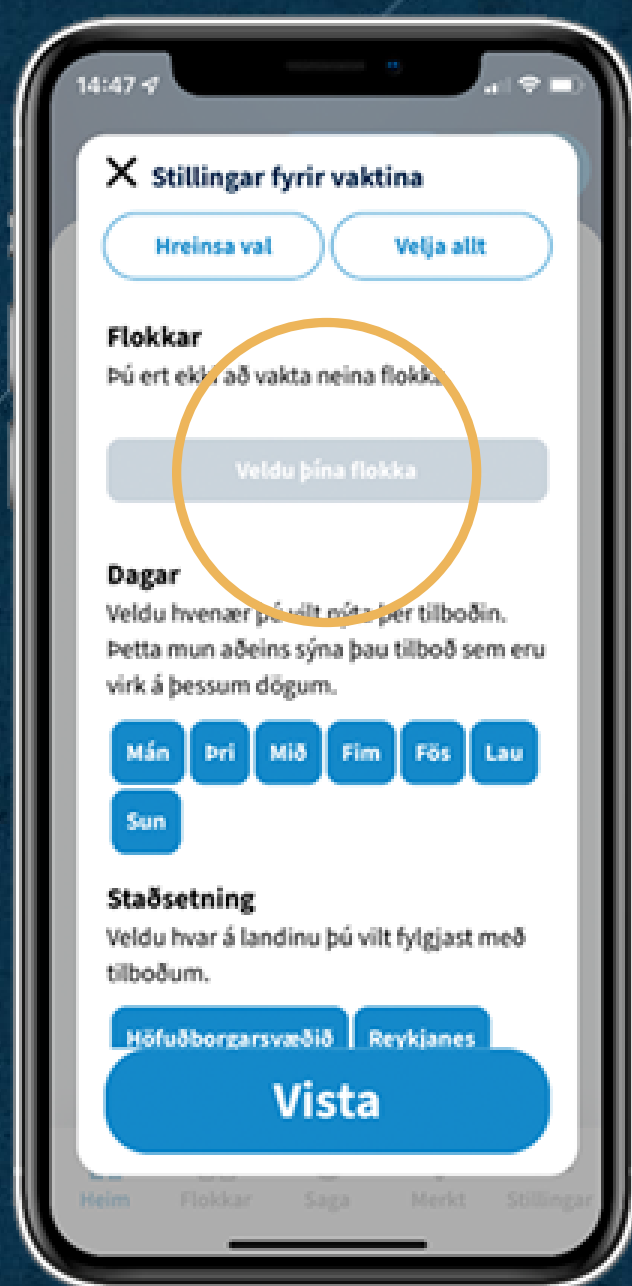 14:47
Stillingar fyrir vaktina
Hreinsa val
Velja allt
Flokkar
Þú ert ekki að vakta neina flokka
Veldu þína flokka
Dagar
Veldu hvenær þú vilt nýta þér tilboðin.
Þetta mun aðeins sýna þau tilboð sem eru
virk á þessum dögum.
Mán Þri Mið Fim Fös Lau
Sun
Staðsetning
Veldu hvar á landinu þú vilt fylgjast með
tilboðum.
Höfuðborgarsvæðið Reykjanes
Vista
Heim Flokkar Saga Merkt Stillingar